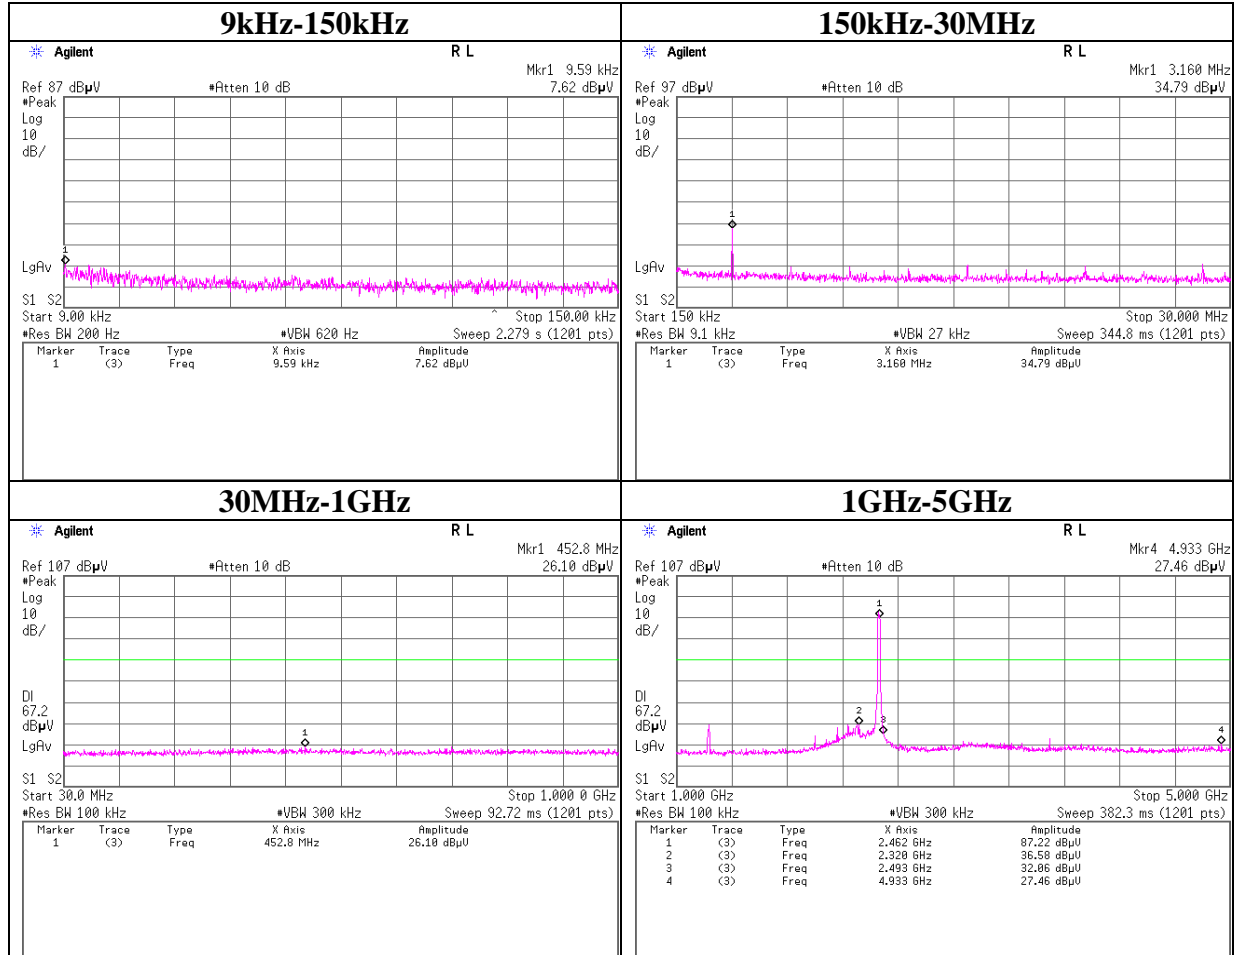 9kHz-150kHz
Agilent R L
Mkr1 9.59 kHz
Ref 87 dBµV #Atten 10 dB 7.62 dBµV
#Peak
Log
10
dB/
1
LgAv
S1 S2
Start 9.00 kHz ^ Stop 150.00 kHz
#Res BW 200 Hz #VBW 620 Hz Sweep 2.279 s (1201 pts)
Marker Trace Type X Axis Amplitude
1 (3) Freq 9.59 kHz 7.62 dBµV
150kHz-30MHz
Agilent R L
Mkr1 3.160 MHz
Ref 97 dBµV #Atten 10 dB 34.79 dBµV
#Peak
Log
10
dB/
1
LgAv
S1 S2
Start 150 kHz Stop 30.000 MHz
#Res BW 9.1 kHz #VBW 27 kHz Sweep 344.8 ms (1201 pts)
Marker Trace Type X Axis Amplitude
1 (3) Freq 3.160 MHz 34.79 dBµV
30MHz-1GHz
Agilent R L
Mkr1 452.8 MHz
Ref 107 dBµV #Atten 10 dB 26.10 dBµV
#Peak
Log
10
dB/
DI
67.2
dBµV
1
LgAv
S1 S2
Start 30.0 MHz Stop 1.000 0 GHz
#Res BW 100 kHz #VBW 300 kHz Sweep 92.72 ms (1201 pts)
Marker Trace Type X Axis Amplitude
1 (3) Freq 452.8 MHz 26.10 dBµV
1GHz-5GHz
Agilent R L
Mkr4 4.933 GHz
Ref 107 dBµV #Atten 10 dB 27.46 dBµV
#Peak
Log
10
dB/
1
DI
67.2
dBµV
2 3
4
LgAv
S1 S2
Start 1.000 GHz Stop 5.000 GHz
#Res BW 100 kHz #VBW 300 kHz Sweep 382.3 ms (1201 pts)
Marker Trace Type X Axis Amplitude
1 (3) Freq 2.462 GHz 87.22 dBµV
2 (3) Freq 2.320 GHz 36.58 dBµV
3 (3) Freq 2.493 GHz 32.06 dBµV
4 (3) Freq 4.933 GHz 27.46 dBµV